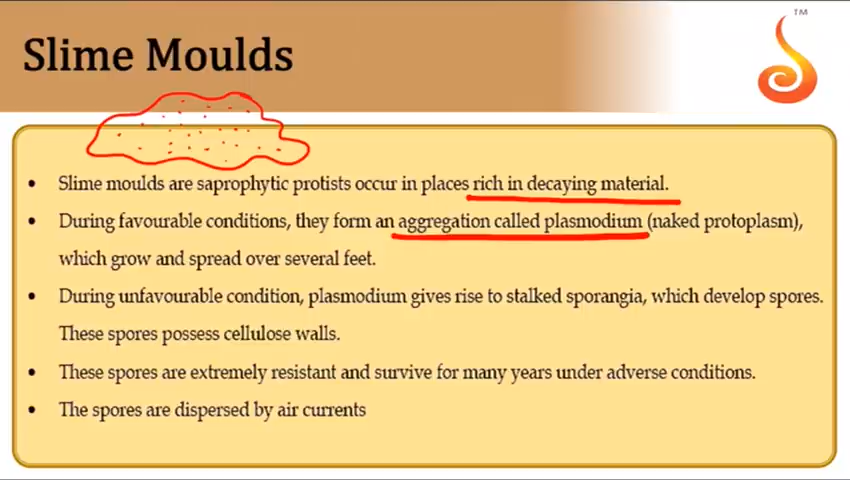 TM
Slime Moulds
• Slime moulds are saprophytic protists occur in places rich in decaying material.
• During favourable conditions, they form an aggregation called plasmodium (naked protoplasm),
which grow and spread over several feet.
• During unfavourable condition, plasmodium gives rise to stalked sporangia, which develop spores.
These spores possess cellulose walls.
• These spores are extremely resistant and survive for many years under adverse conditions.
• The spores are dispersed by air currents